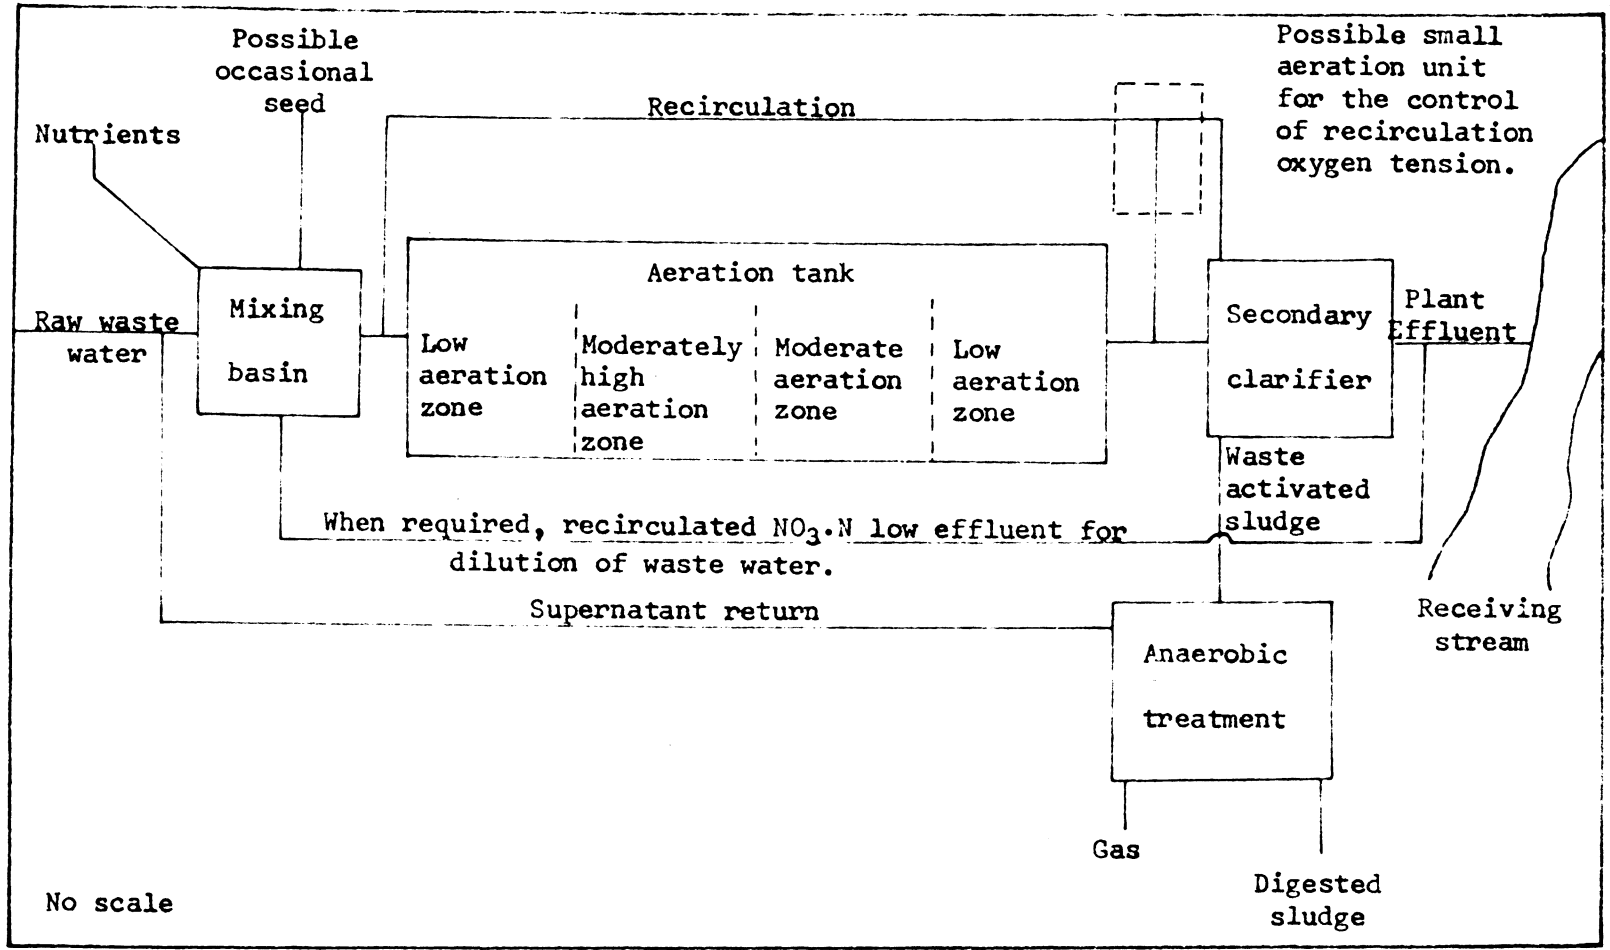 Possible
occasional
seed
Possible small
aeration unit
for the control
of recirculation
oxygen tension.
Nutrients
Recirculation
Raw waste
water
Mixing
basin
Aeration tank
Low
aeration
zone
Moderately
high
aeration
zone
Moderate
aeration
zone
Low
aeration
zone
Secondary
clarifier
Plant
Effluent
Waste
activated
sludge
When required, recirculated NO₃·N low effluent for
dilution of waste water.
Supernatant return
Receiving
stream
Anaerobic
treatment
Gas
Digested
sludge
No scale